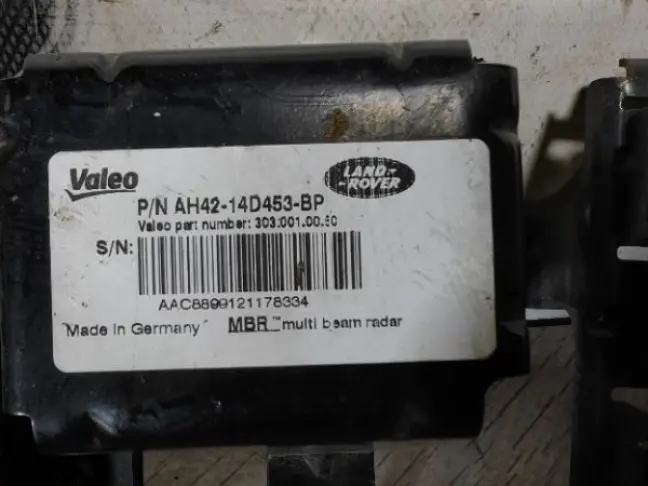 Valeo
LAND-
-ROVER
P/N AH42-14D453-BP
Valeo part number: 303.001.00.50
S/N:
AAC8899121178334
"Made in Germany" MBR™ multi beam radar